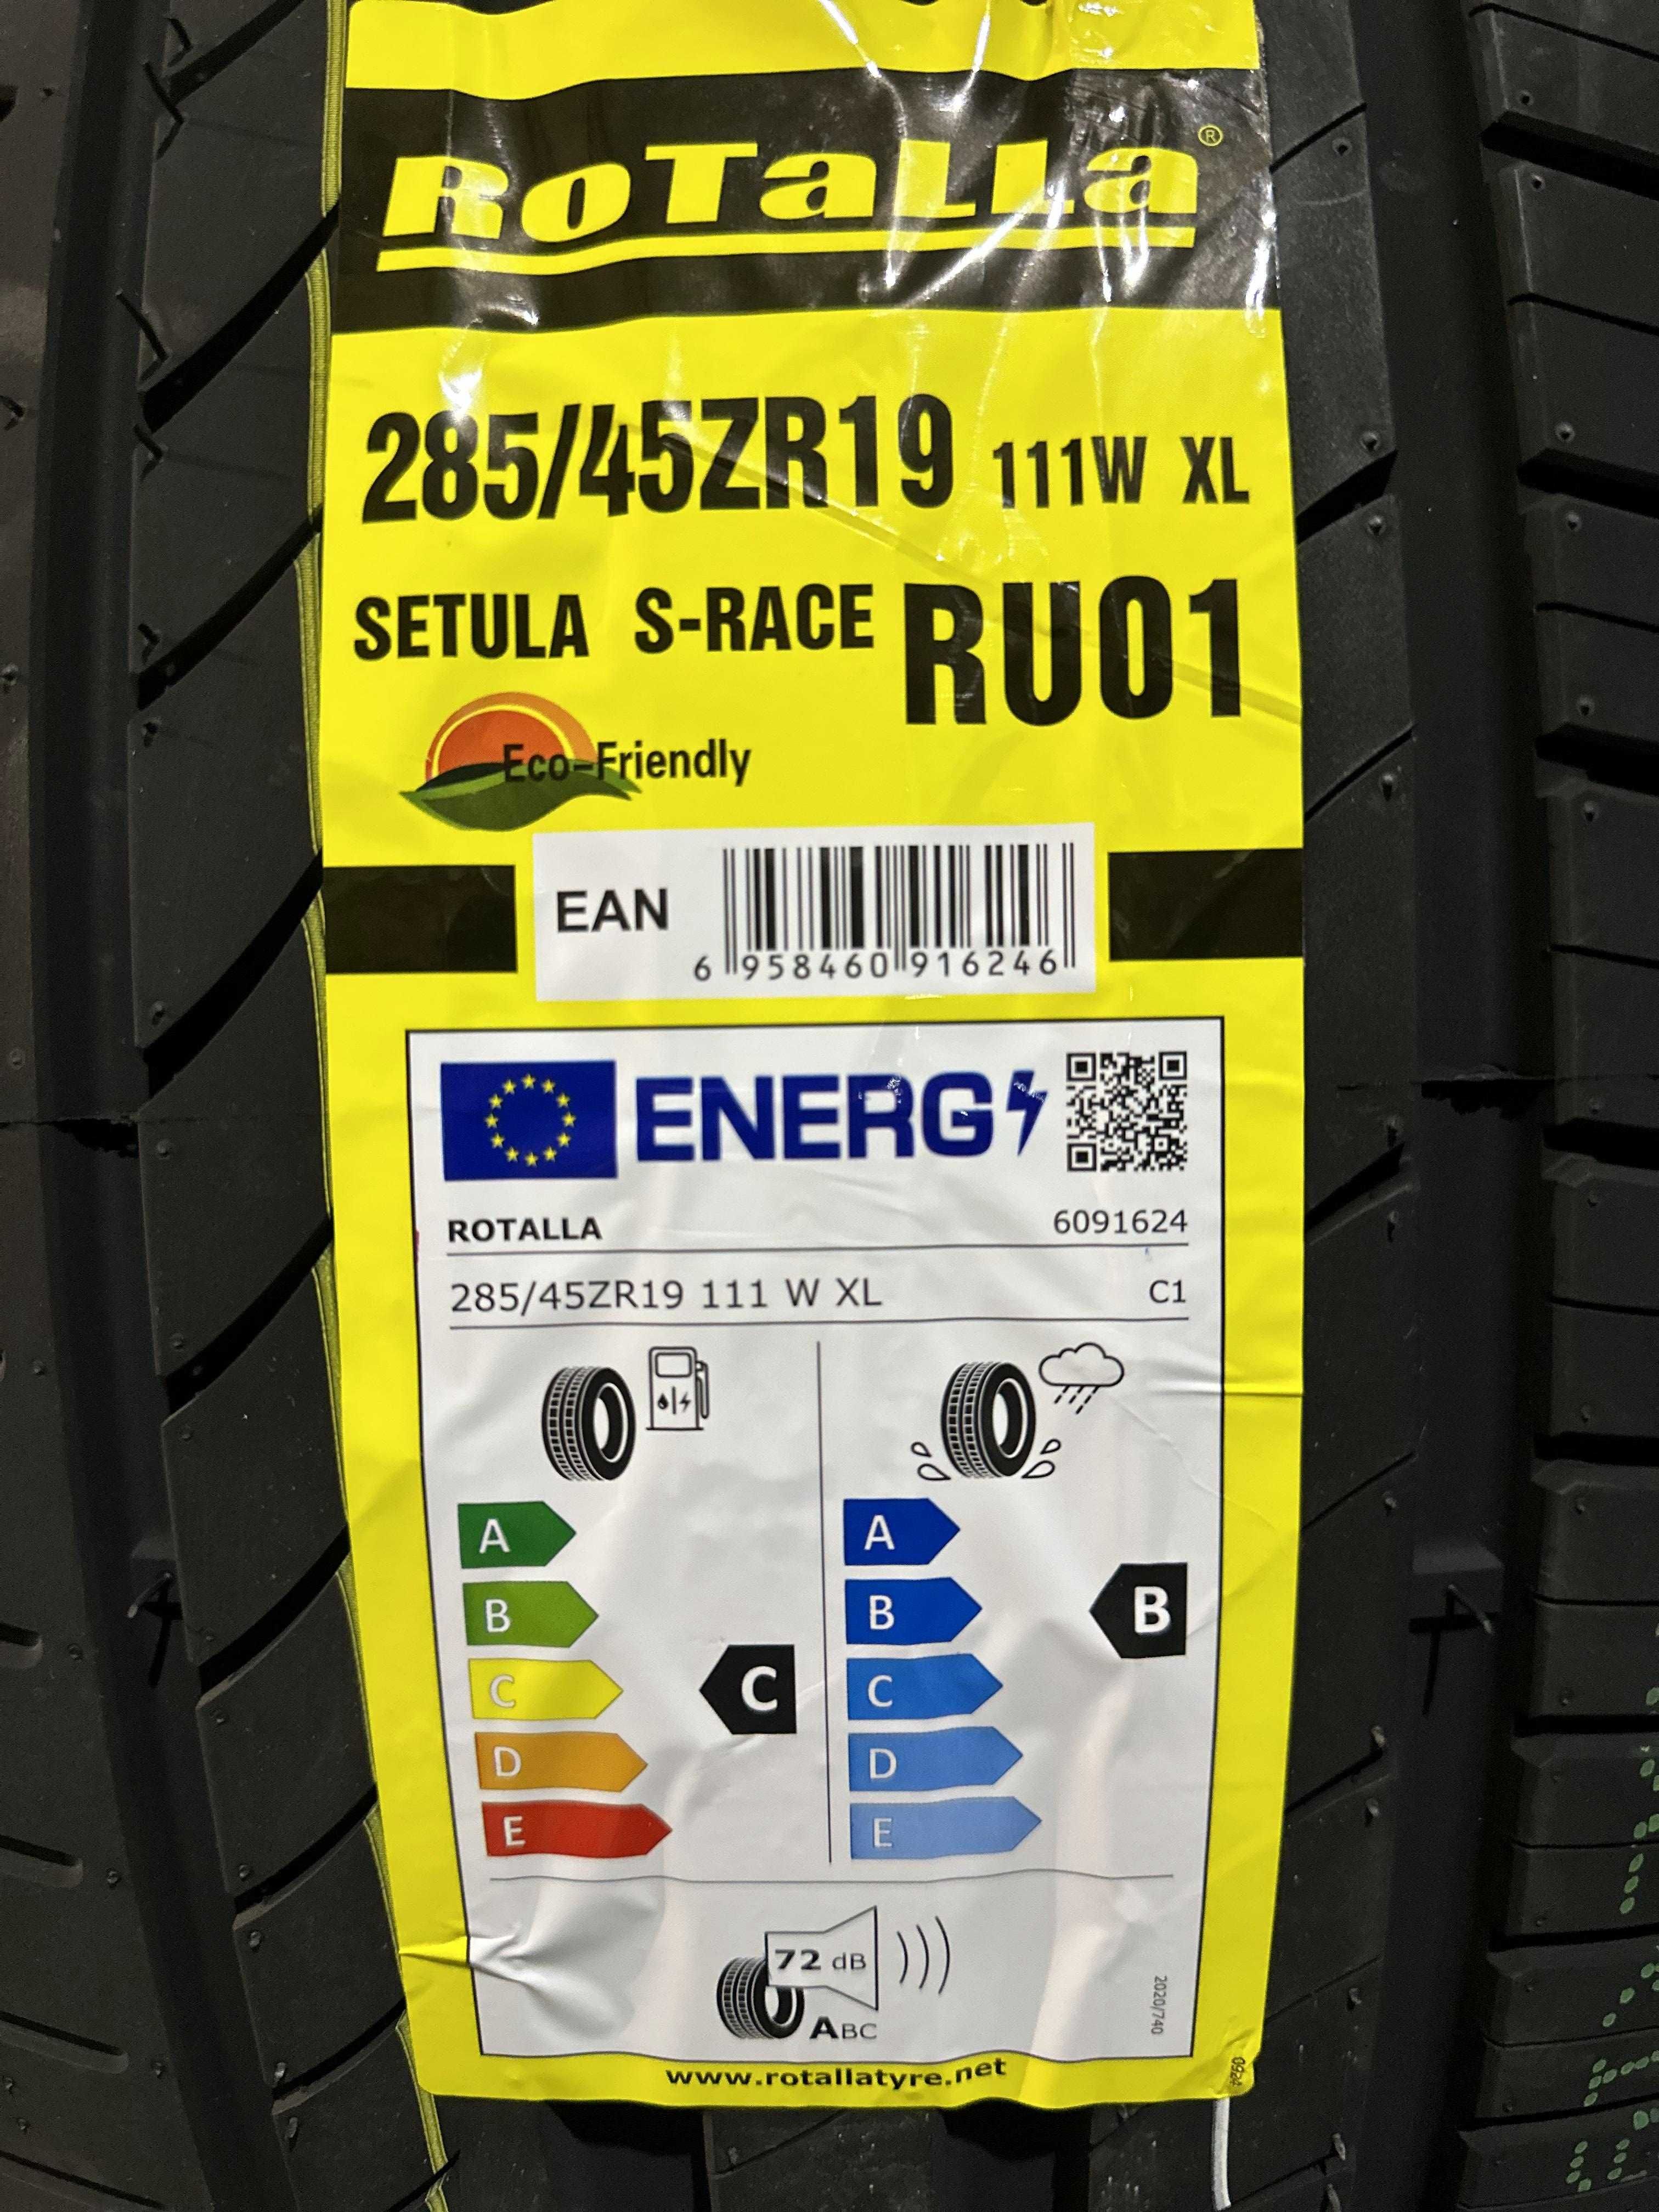 RoTaLLa ®
285/45ZR19 111W XL
SETULA S-RACE RU01
Eco-Friendly
EAN
6 958460 916246
ENERG
ROTALLA 6091624
285/45ZR19 111 W XL C1
A A
B B B
C C C
D D
E E
72 dB
ABC
2020/740
www.rotallatyre.net